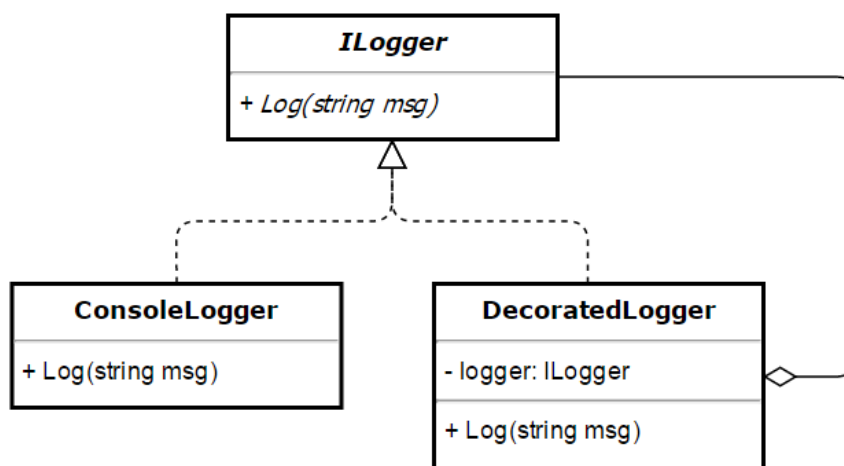 ILogger
+ Log(string msg)
ConsoleLogger
+ Log(string msg)
DecoratedLogger
- logger: ILogger
+ Log(string msg)